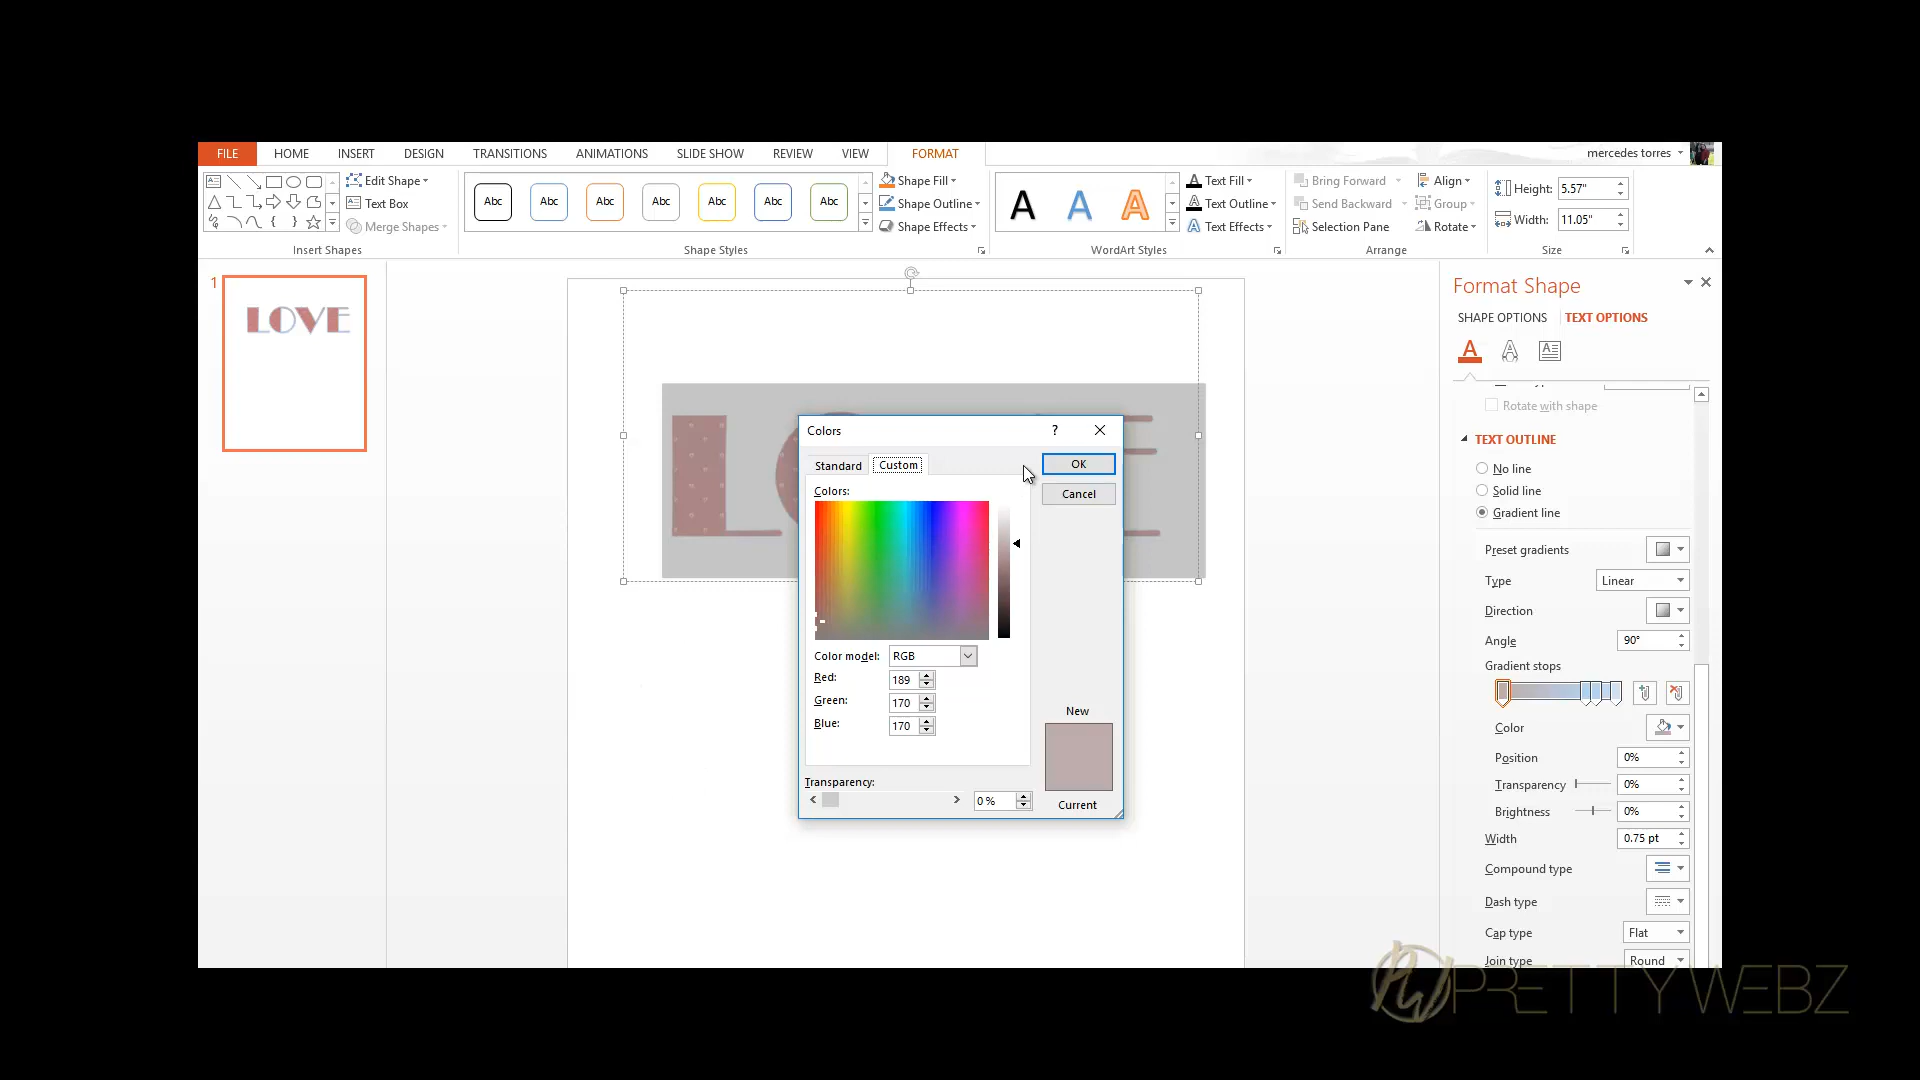 FILE HOME INSERT DESIGN TRANSITIONS ANIMATIONS SLIDE SHOW REVIEW VIEW FORMAT mercedes torres
Edit Shape
Text Box
Merge Shapes
Insert Shapes
Abc Abc Abc Abc Abc Abc Abc
Shape Styles
Shape Fill
Shape Outline
Shape Effects
A A A
WordArt Styles
Text Fill
Text Outline
Text Effects
Bring Forward
Send Backward
Selection Pane
Align
Group
Rotate
Arrange
Height: 5.57"
Width: 11.05"
Size
1
LOVE
L
E
Colors ?
Standard Custom
OK
Cancel
Colors:
Color model: RGB
Red: 189
Green: 170
Blue: 170
Transparency:
0 %
New
Current
Format Shape
SHAPE OPTIONS TEXT OPTIONS
Rotate with shape
TEXT OUTLINE
No line
Solid line
Gradient line
Preset gradients
Type Linear
Direction
Angle 90°
Gradient stops
Color
Position 0%
Transparency 0%
Brightness 0%
Width 0.75 pt
Compound type
Dash type
Cap type Flat
Join type Round
PW PRETTYWEBZ